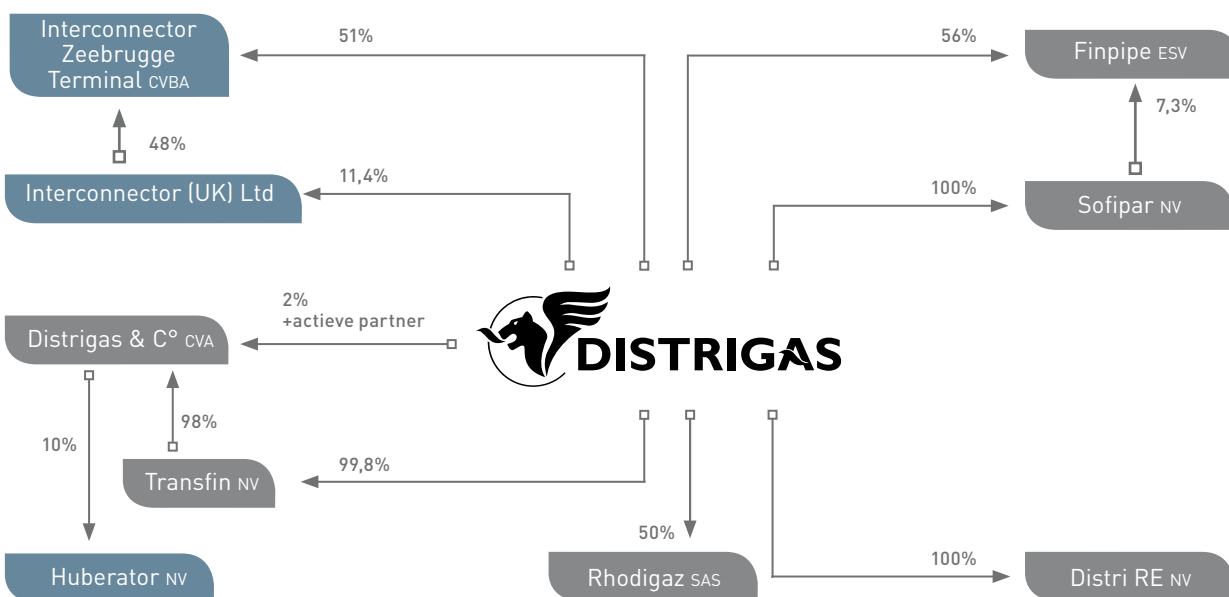 Interconnector
Zeebrugge
Terminal CVBA
51%
56%
Finpipe ESV
48%
7,3%
Interconnector (UK) Ltd
11,4%
100%
Sofipar NV
2%
+actieve partner
Distrigas & C° CVA
DISTRIGAS
98%
10%
Transfin NV
99,8%
50%
100%
Huberator NV
Rhodigaz SAS
Distri RE NV